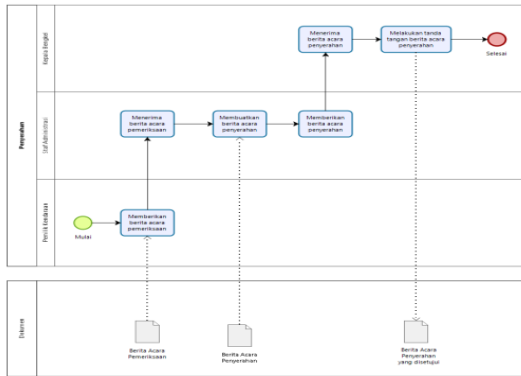 Penyerahan
Kepala Bengkel
Menerima
berita acara
penyerahan
Melakukan tanda
tangan berita acara
penyerahan
Selesai
Staf Administrasi
Menerima
berita acara
pemeriksaan
Membuatkan
berita acara
penyerahan
Memberikan
berita acara
penyerahan
Pemilik Kendaraan
Mulai
Memberikan
berita acara
pemeriksaan
Dokumen
Berita Acara
Pemeriksaan
Berita Acara
Penyerahan
Berita Acara
Penyerahan
yang disetujui